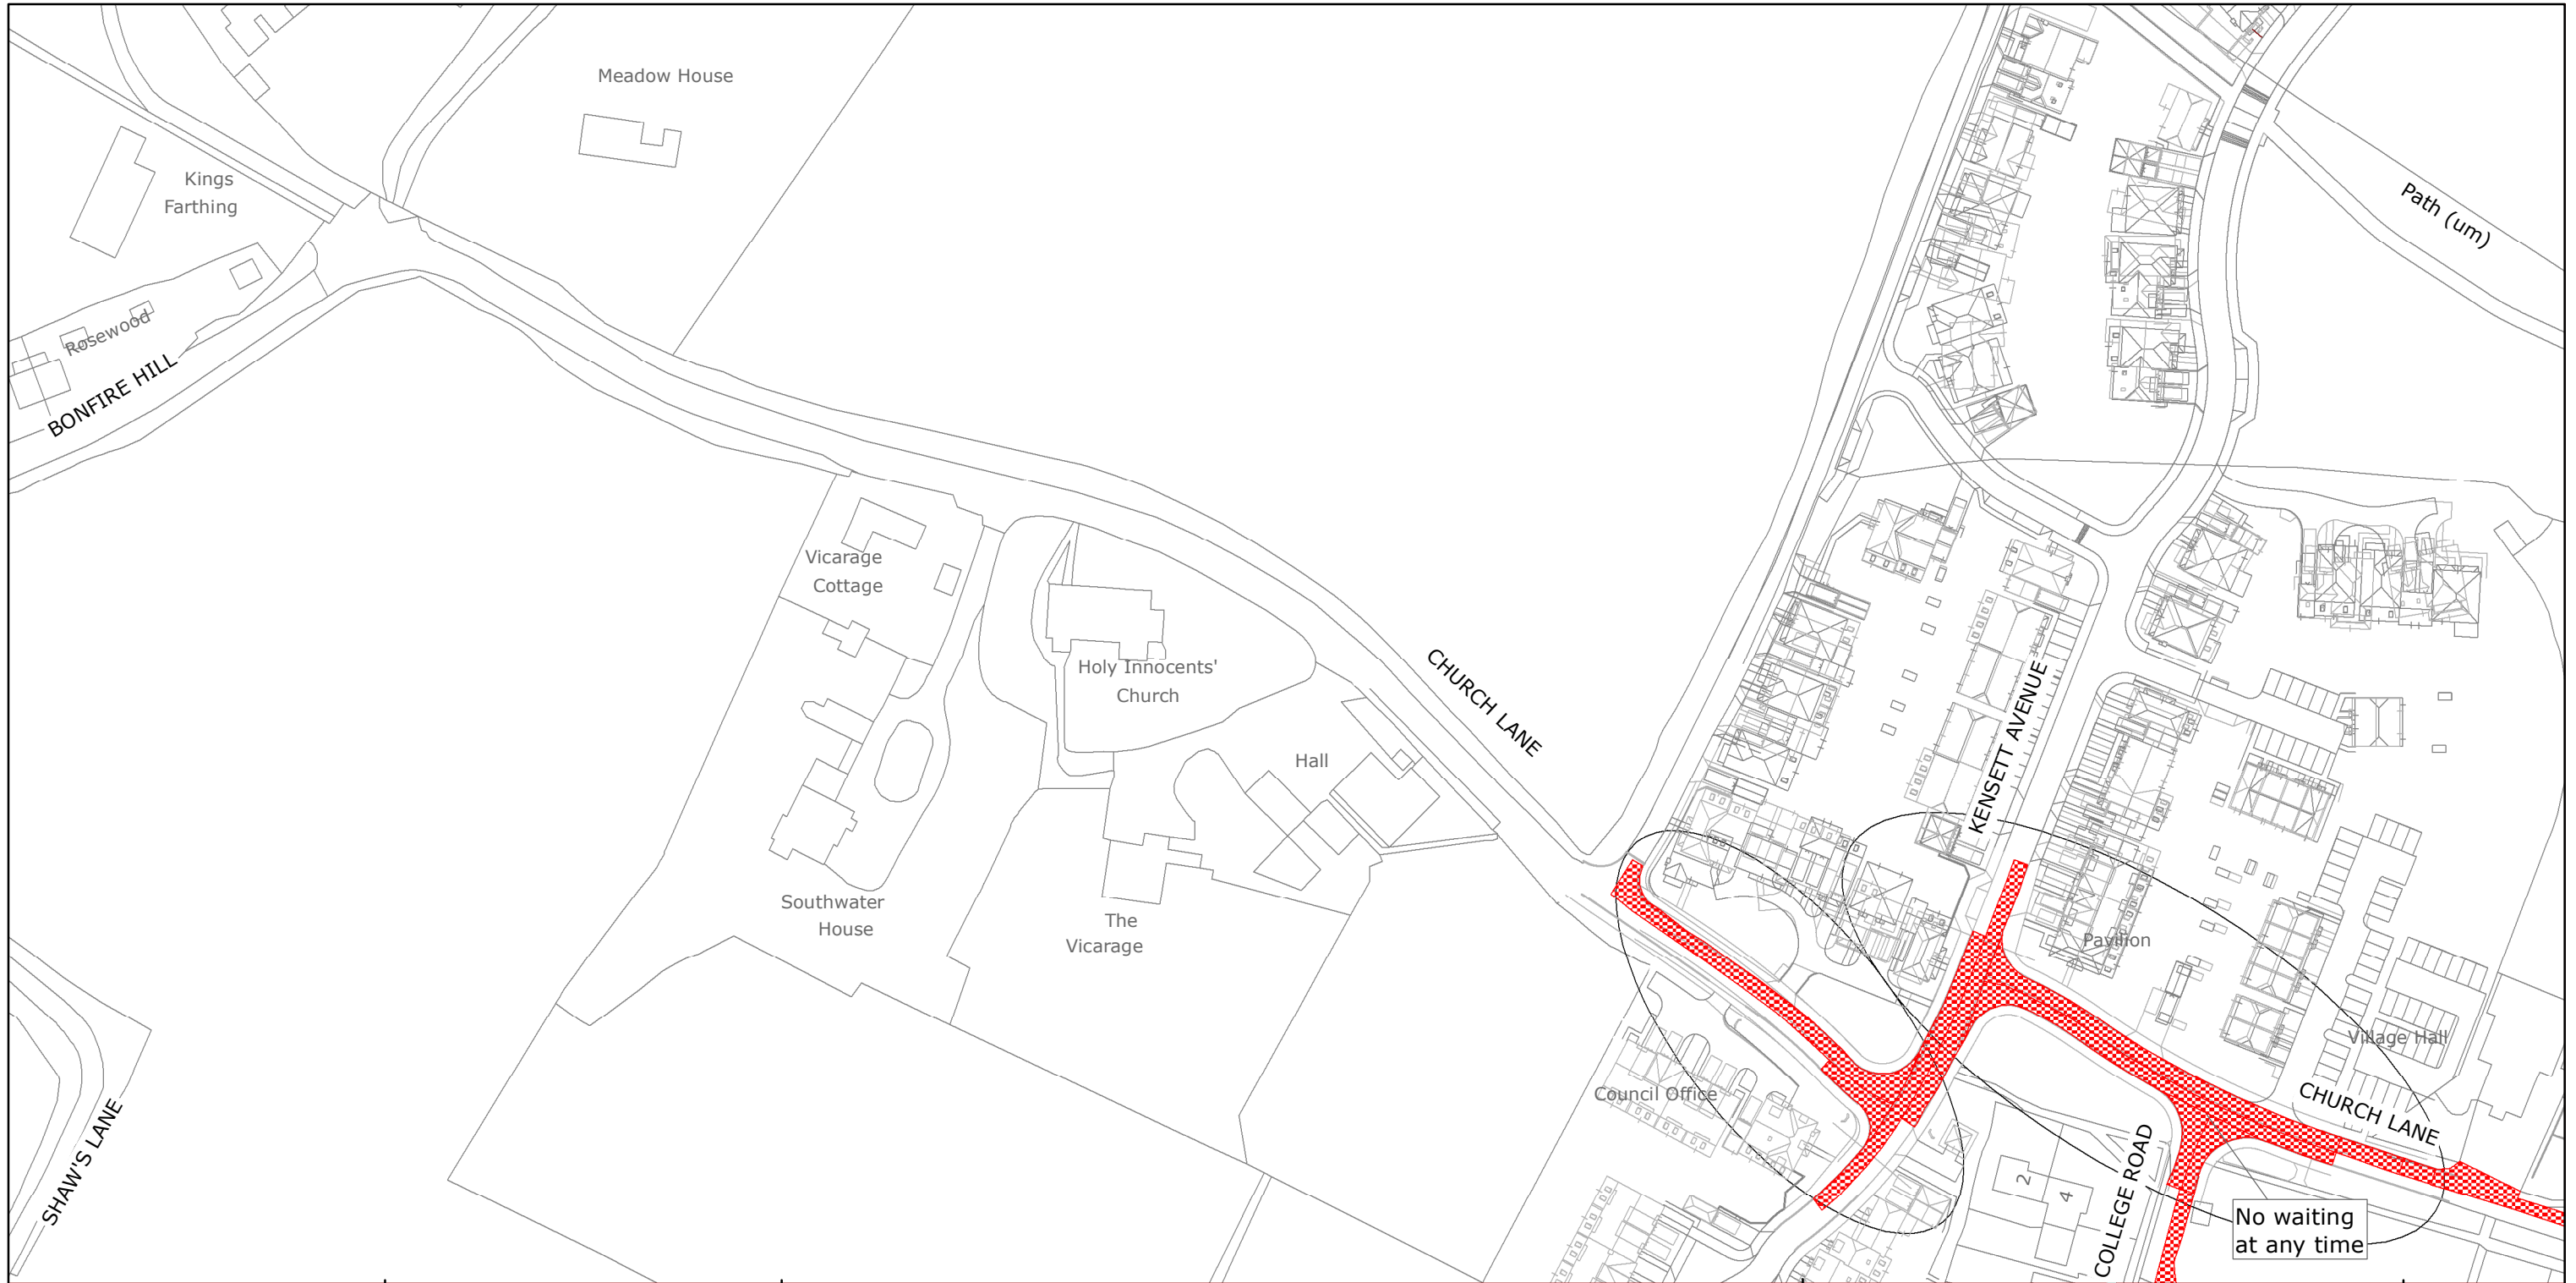 Meadow House
Kings
Farthing
Path (um)
Rosewood
BONFIRE HILL
Vicarage
Cottage
Holy Innocents'
Church
CHURCH LANE
KENSETT AVENUE
Hall
Southwater
House
The
Vicarage
Pavilion
Village Hall
Council Office
CHURCH LANE
SHAW'S LANE
COLLEGE ROAD
2
4
No waiting
at any time